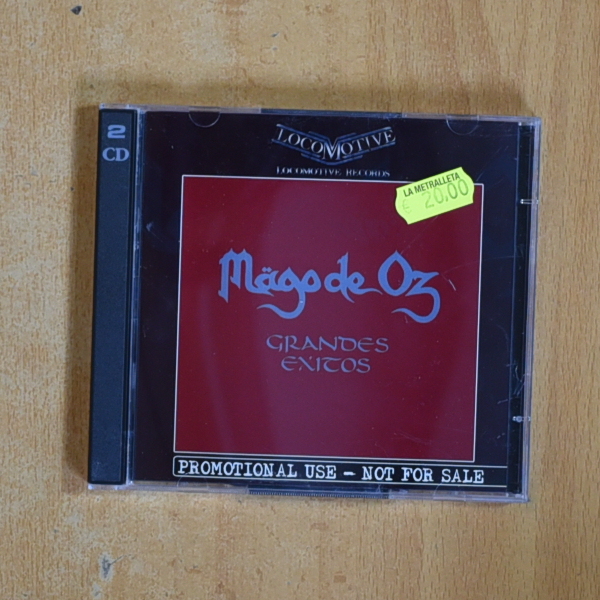 2
CD
LOCOMOTIVE
LOCOMOTIVE RECORDS
LA METRALLETA
€ 20.00
Mägo de Oz
GRANDES
EXITOS
PROMOTIONAL USE - NOT FOR SALE